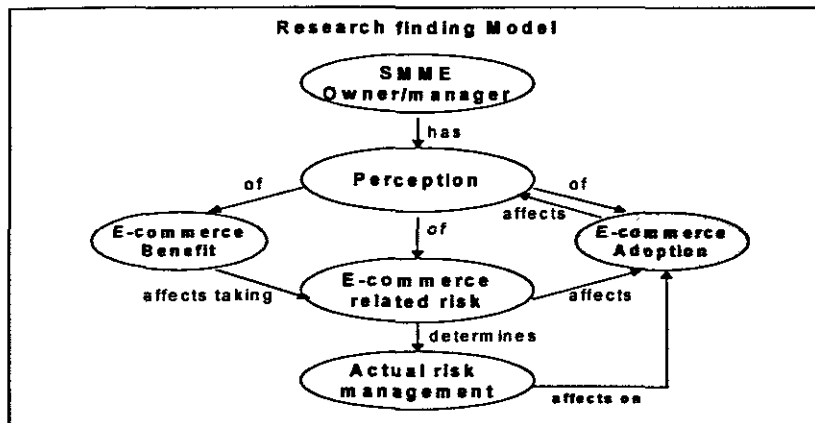 Research finding Model
SMME
Owner/manager
has
Perception
of
of
affects
of
E-commerce
Benefit
E-commerce
Adoption
E-commerce
related risk
affects taking
affects
determines
Actual risk
management
affects on